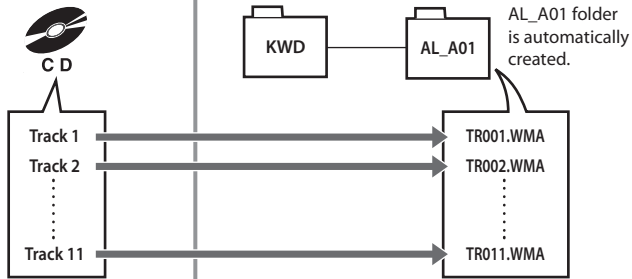 CD
KWD
AL_A01
AL_A01 folder
is automatically
created.
Track 1
TR001.WMA
Track 2
TR002.WMA
Track 11
TR011.WMA